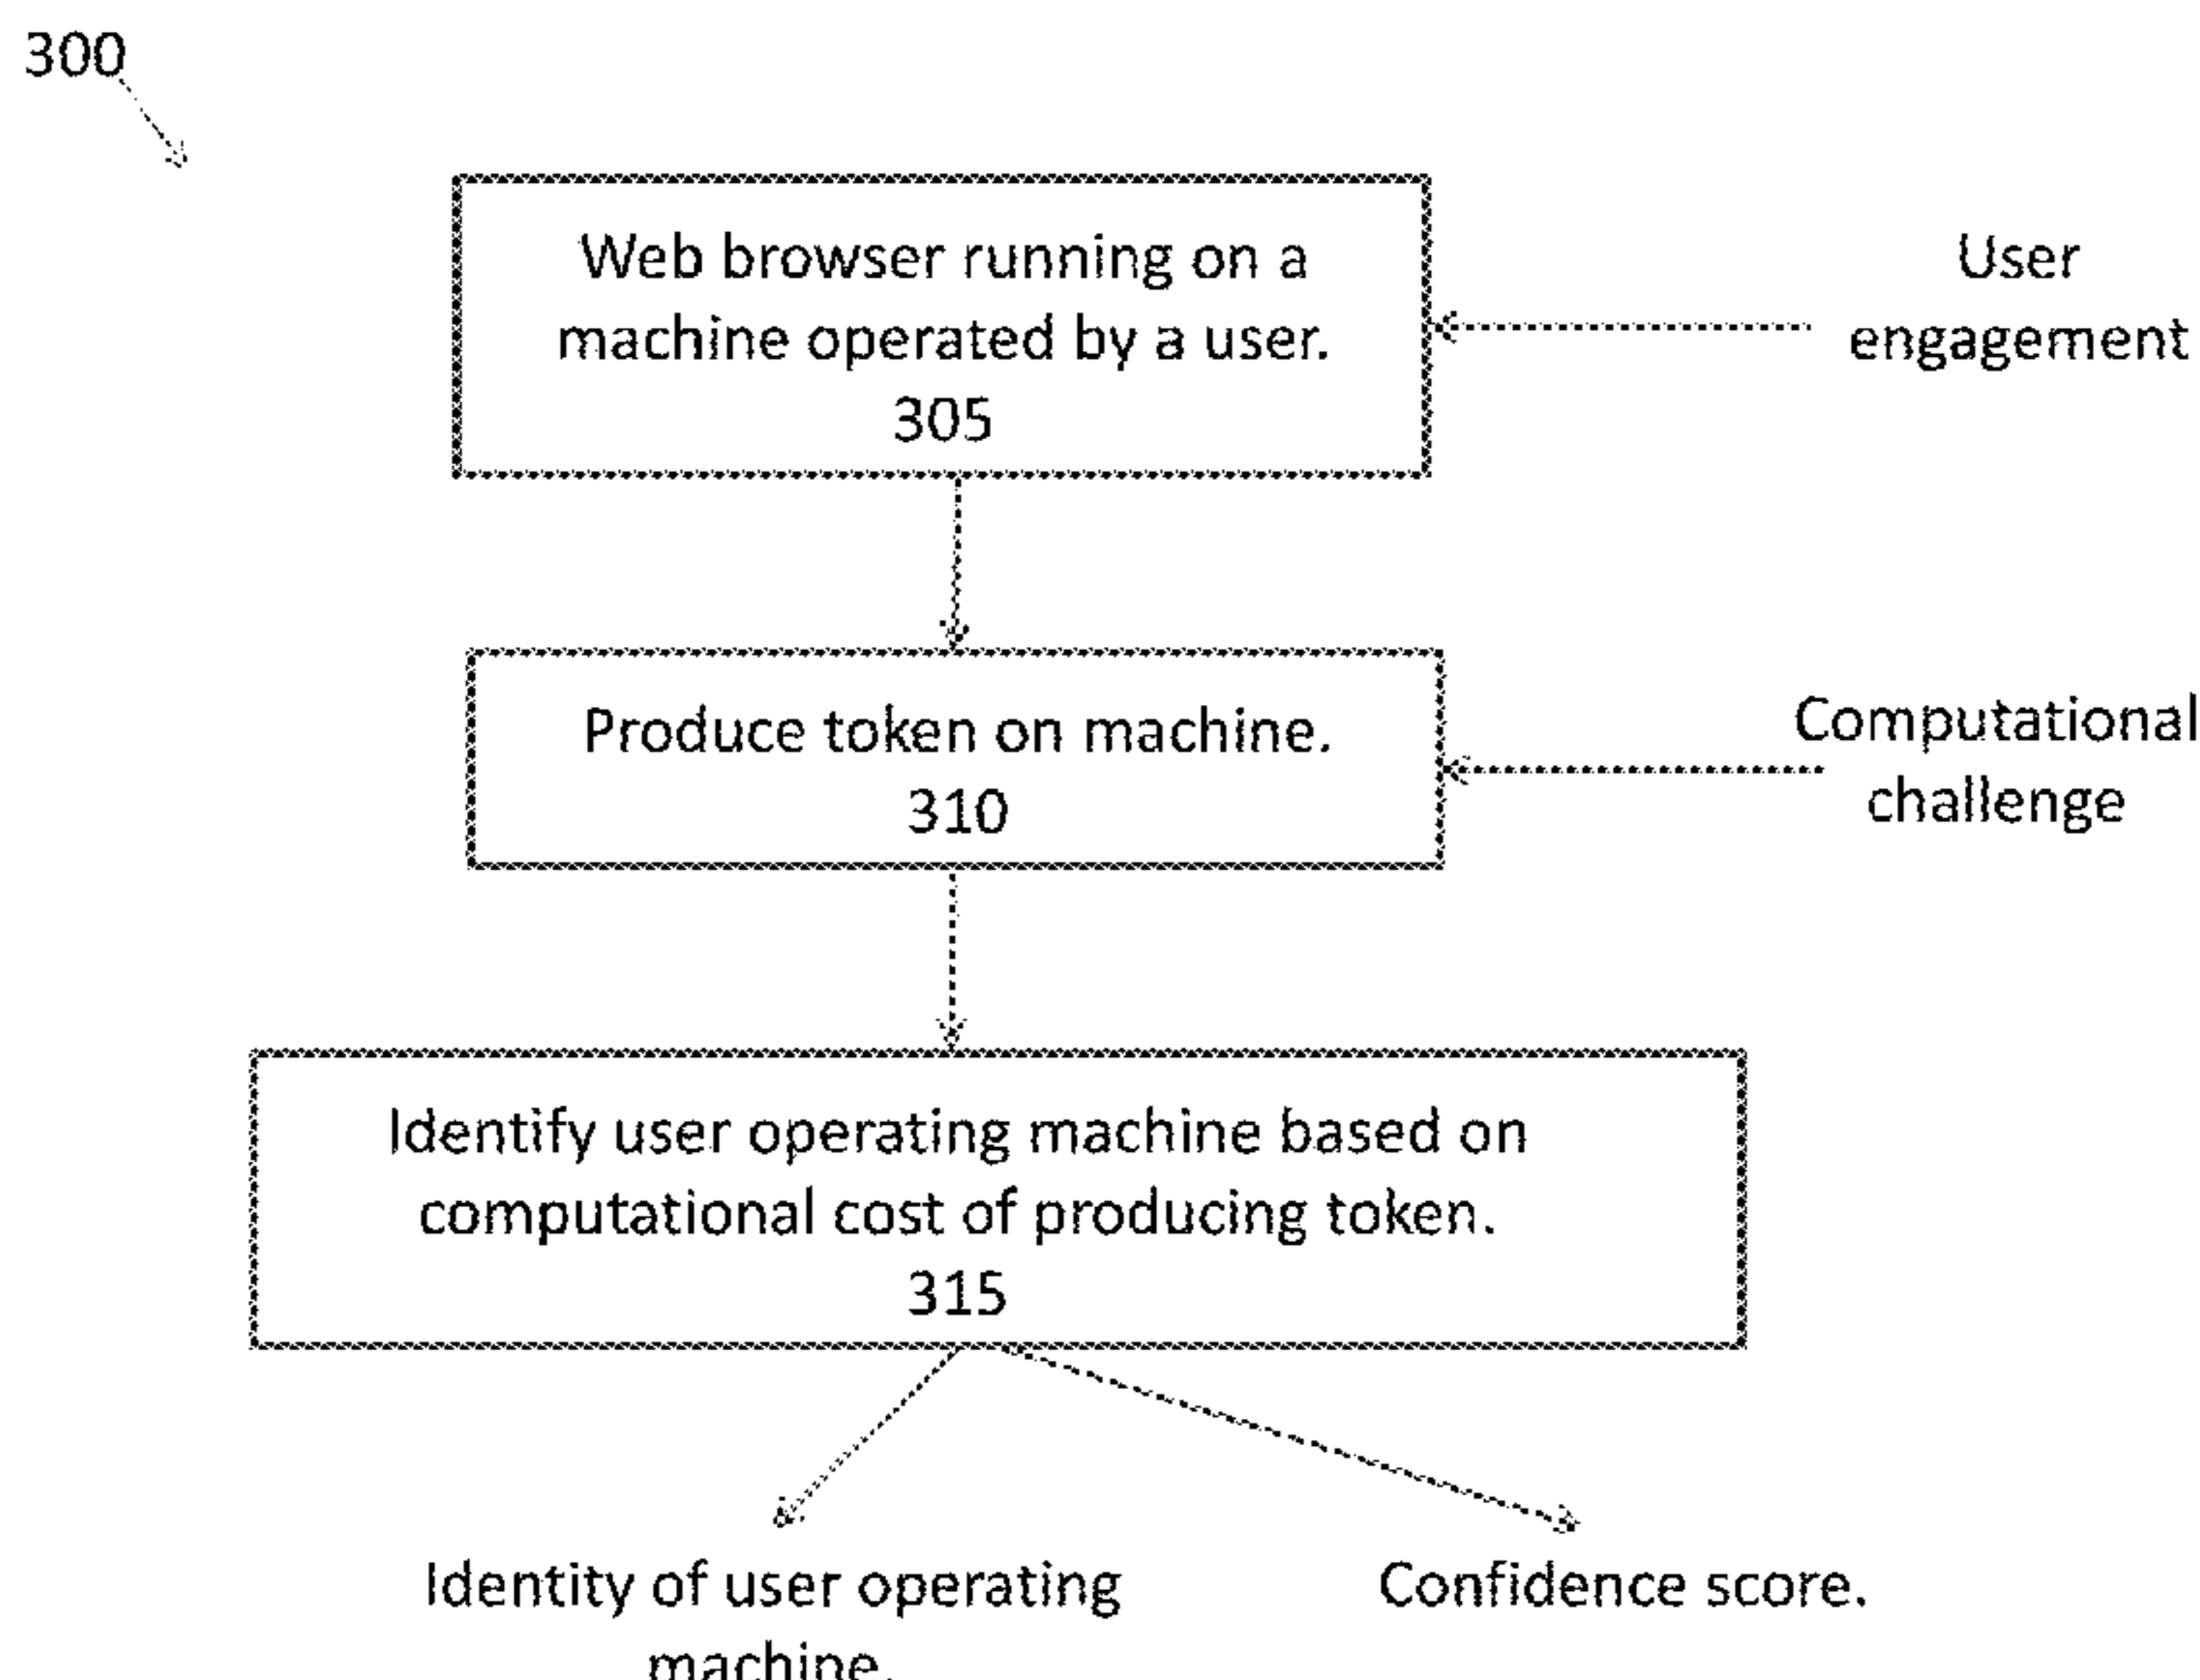 300
Web browser running on a
machine operated by a user.
305
User
engagement
Produce token on machine.
310
Computational
challenge
Identify user operating machine based on
computational cost of producing token.
315
Identity of user operating
machine.
Confidence score.